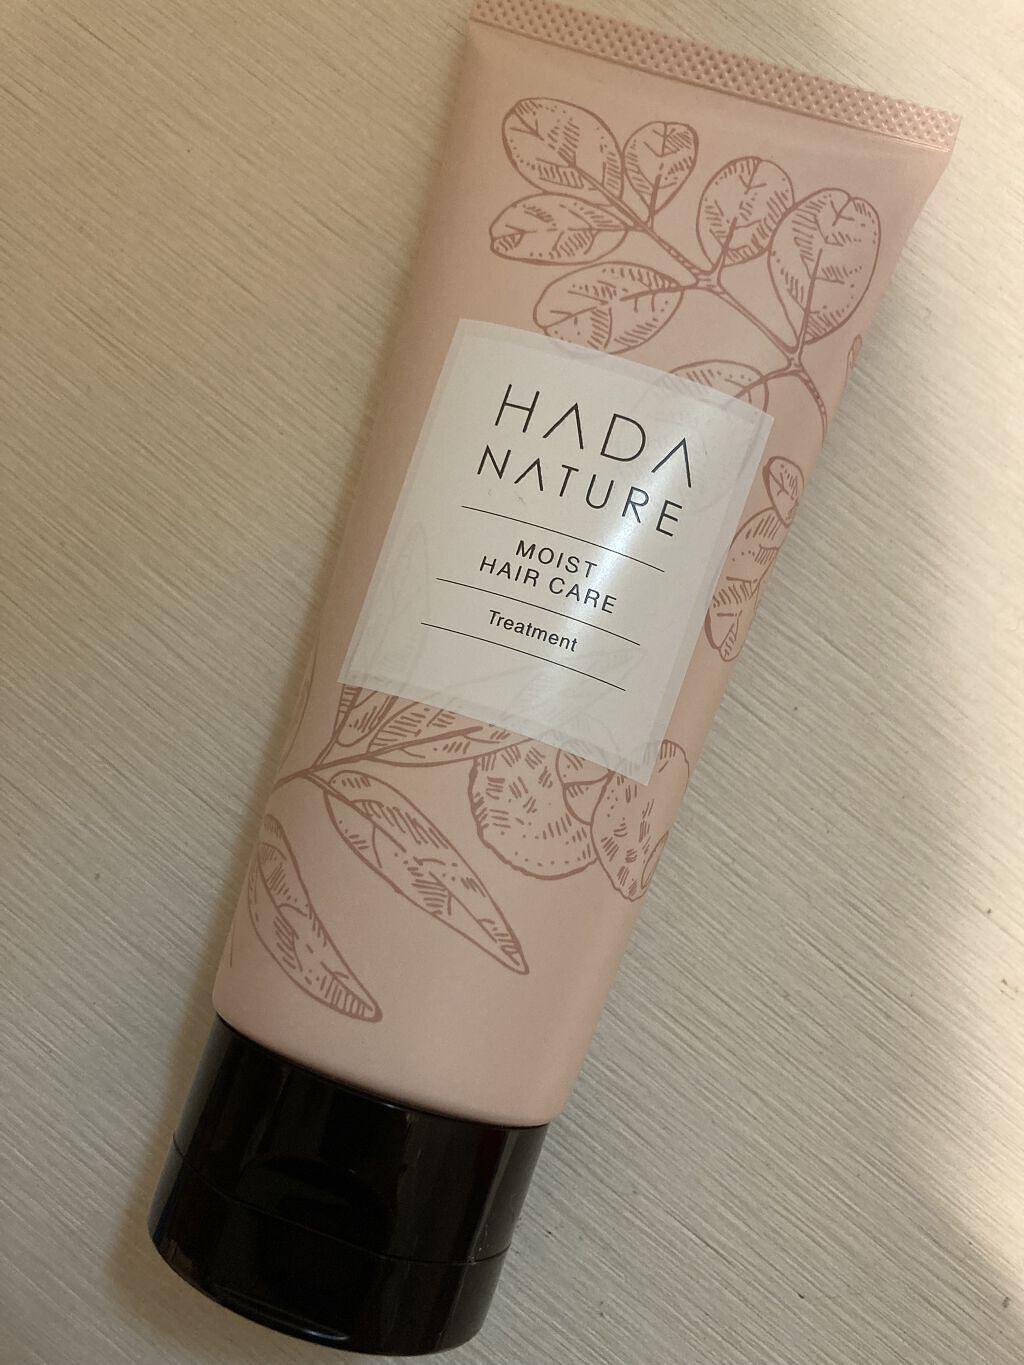 HADA
NATURE
MOIST
HAIR CARE
Treatment